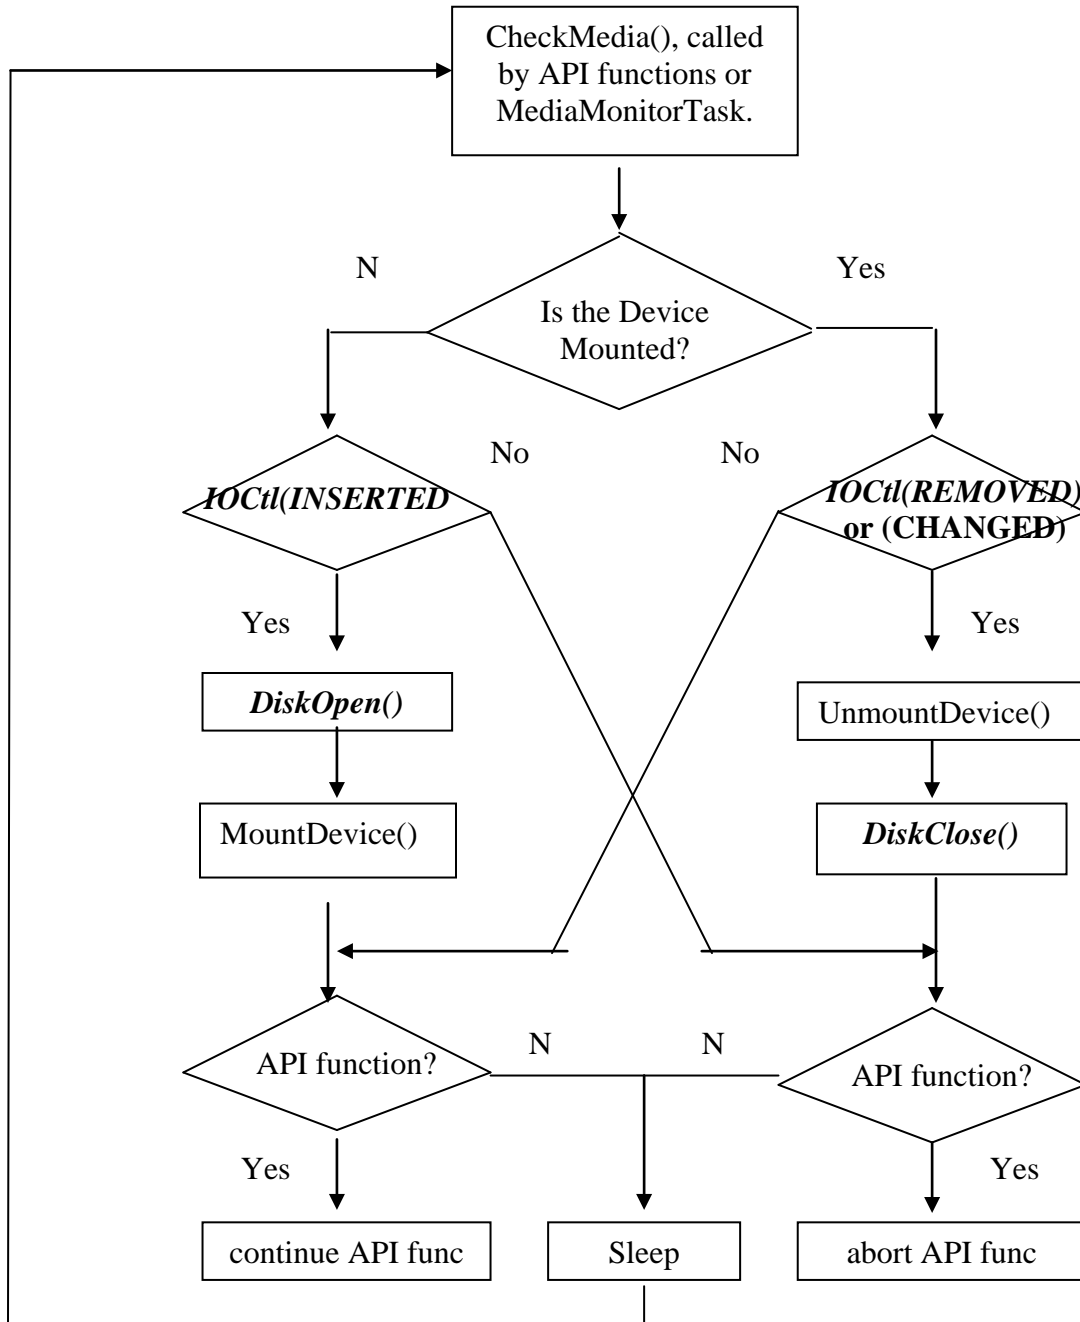 CheckMedia(), called
by API functions or
MediaMonitorTask.
N
Yes
Is the Device
Mounted?
No
No
IOCtl(INSERTED
IOCtl(REMOVED)
or (CHANGED)
Yes
Yes
DiskOpen()
UnmountDevice()
MountDevice()
DiskClose()
N
N
API function?
API function?
Yes
Yes
continue API func
Sleep
abort API func